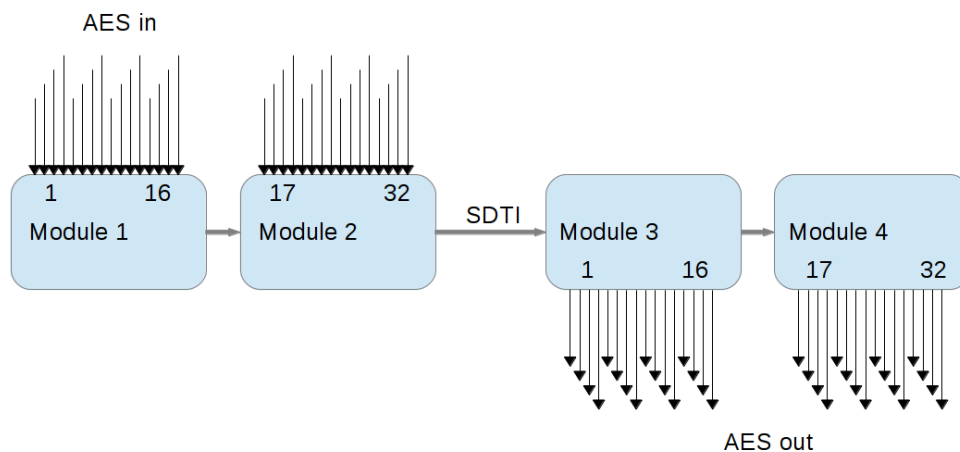 AES in
1 16
Module 1
17 32
Module 2
SDTI
Module 3
1 16
Module 4
17 32
AES out